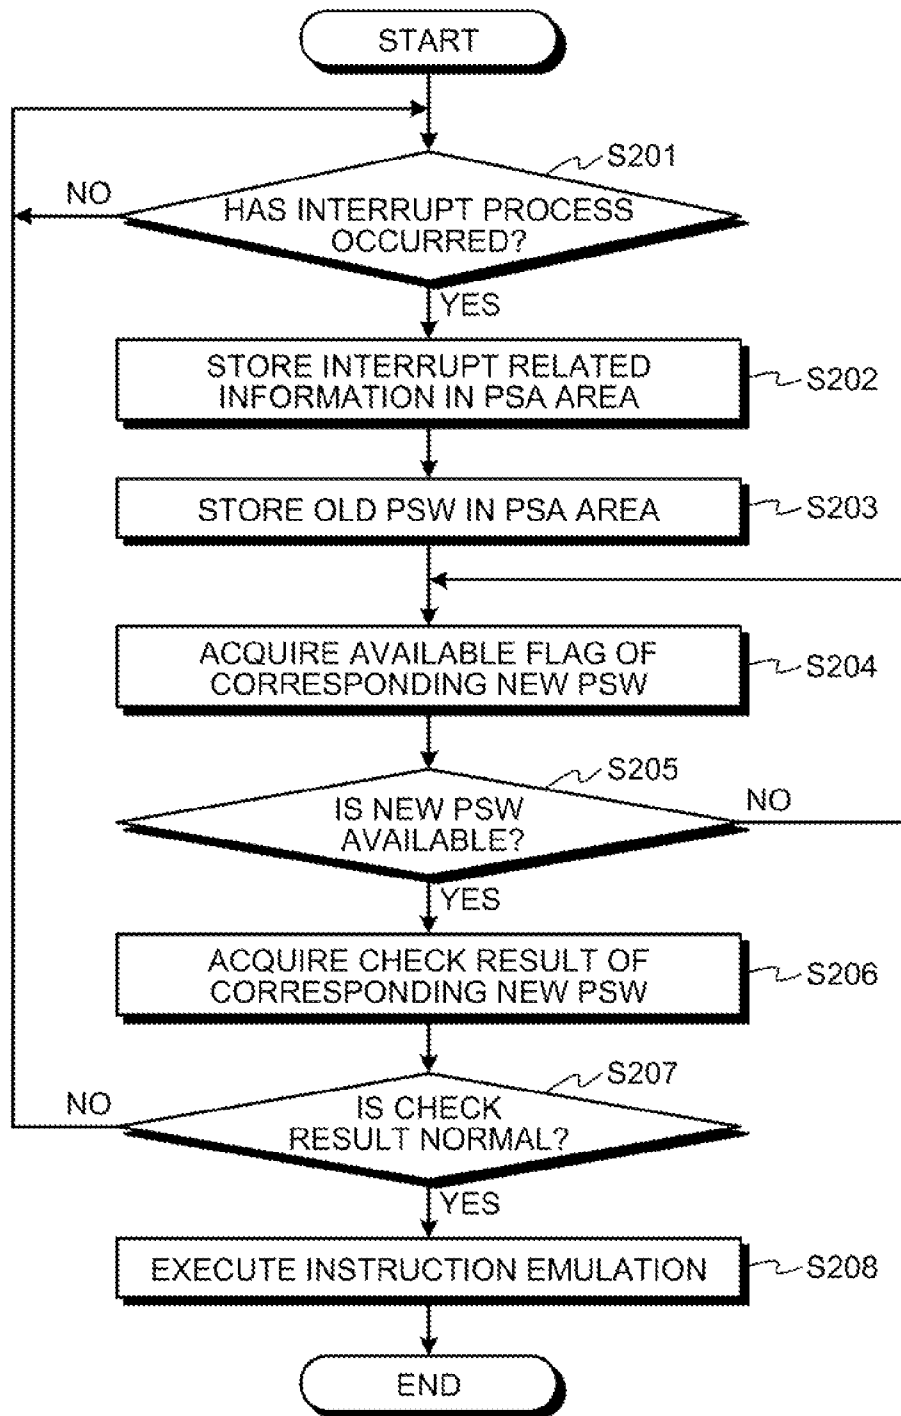 START
S201
NO
HAS INTERRUPT PROCESS
OCCURRED?
YES
STORE INTERRUPT RELATED
INFORMATION IN PSA AREA
S202
STORE OLD PSW IN PSA AREA
S203
ACQUIRE AVAILABLE FLAG OF
CORRESPONDING NEW PSW
S204
S205
IS NEW PSW
AVAILABLE?
NO
YES
ACQUIRE CHECK RESULT OF
CORRESPONDING NEW PSW
S206
S207
NO
IS CHECK
RESULT NORMAL?
YES
EXECUTE INSTRUCTION EMULATION
S208
END